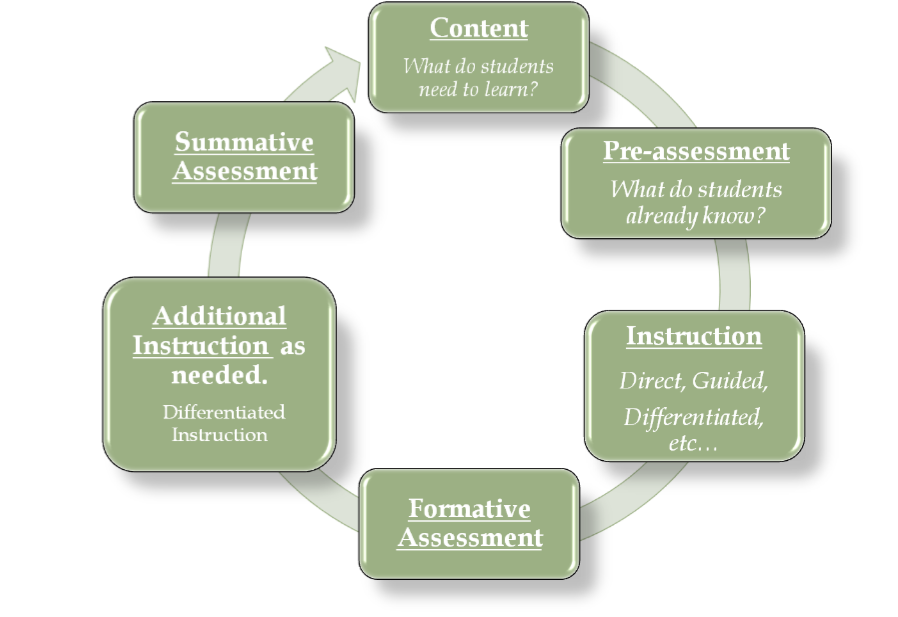 Content
What do students
need to learn?
Pre-assessment
What do students
already know?
Instruction
Direct, Guided,
Differentiated,
etc…
Formative
Assessment
Additional
Instruction as
needed.
Differentiated
Instruction
Summative
Assessment